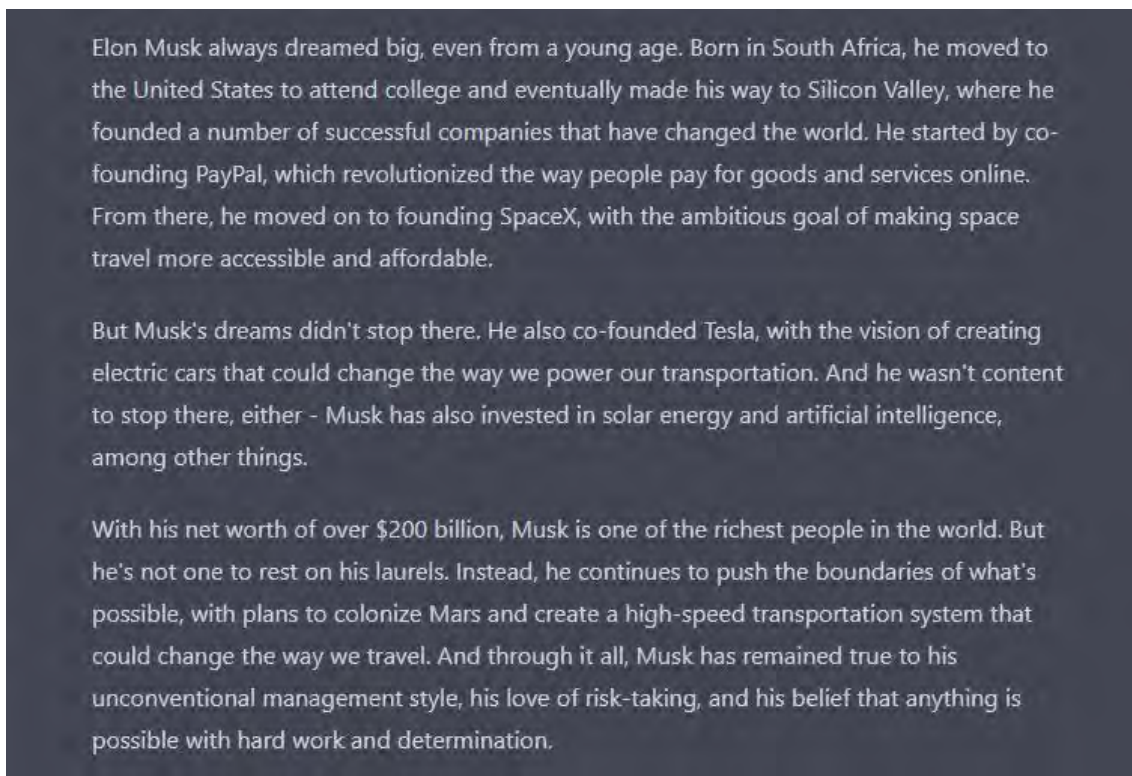 Elon Musk always dreamed big, even from a young age. Born in South Africa, he moved to
the United States to attend college and eventually made his way to Silicon Valley, where he
founded a number of successful companies that have changed the world. He started by co-
founding PayPal, which revolutionized the way people pay for goods and services online.
From there, he moved on to founding SpaceX, with the ambitious goal of making space
travel more accessible and affordable.
But Musk's dreams didn't stop there. He also co-founded Tesla, with the vision of creating
electric cars that could change the way we power our transportation. And he wasn't content
to stop there, either - Musk has also invested in solar energy and artificial intelligence,
among other things.
With his net worth of over $200 billion, Musk is one of the richest people in the world. But
he's not one to rest on his laurels. Instead, he continues to push the boundaries of what's
possible, with plans to colonize Mars and create a high-speed transportation system that
could change the way we travel. And through it all, Musk has remained true to his
unconventional management style, his love of risk-taking, and his belief that anything is
possible with hard work and determination.